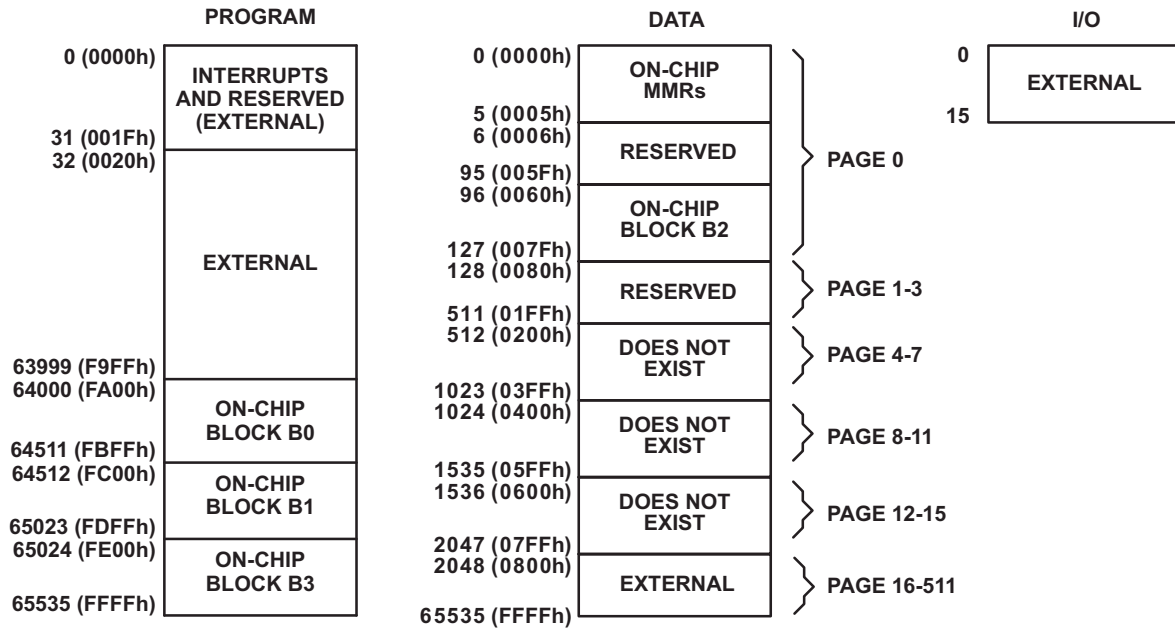 PROGRAM
0 (0000h)
INTERRUPTS
AND RESERVED
(EXTERNAL)
31 (001Fh)
32 (0020h)
EXTERNAL
63999 (F9FFh)
64000 (FA00h)
ON-CHIP
BLOCK B0
64511 (FBFFh)
64512 (FC00h)
ON-CHIP
BLOCK B1
65023 (FDFFh)
65024 (FE00h)
ON-CHIP
BLOCK B3
65535 (FFFFh)
DATA
0 (0000h)
ON-CHIP
MMRs
5 (0005h)
6 (0006h)
RESERVED
95 (005Fh)
96 (0060h)
ON-CHIP
BLOCK B2
127 (007Fh)
PAGE 0
128 (0080h)
RESERVED
511 (01FFh)
PAGE 1-3
512 (0200h)
DOES NOT
EXIST
1023 (03FFh)
PAGE 4-7
1024 (0400h)
DOES NOT
EXIST
1535 (05FFh)
PAGE 8-11
1536 (0600h)
DOES NOT
EXIST
2047 (07FFh)
PAGE 12-15
2048 (0800h)
EXTERNAL
65535 (FFFFh)
PAGE 16-511
I/O
0
EXTERNAL
15